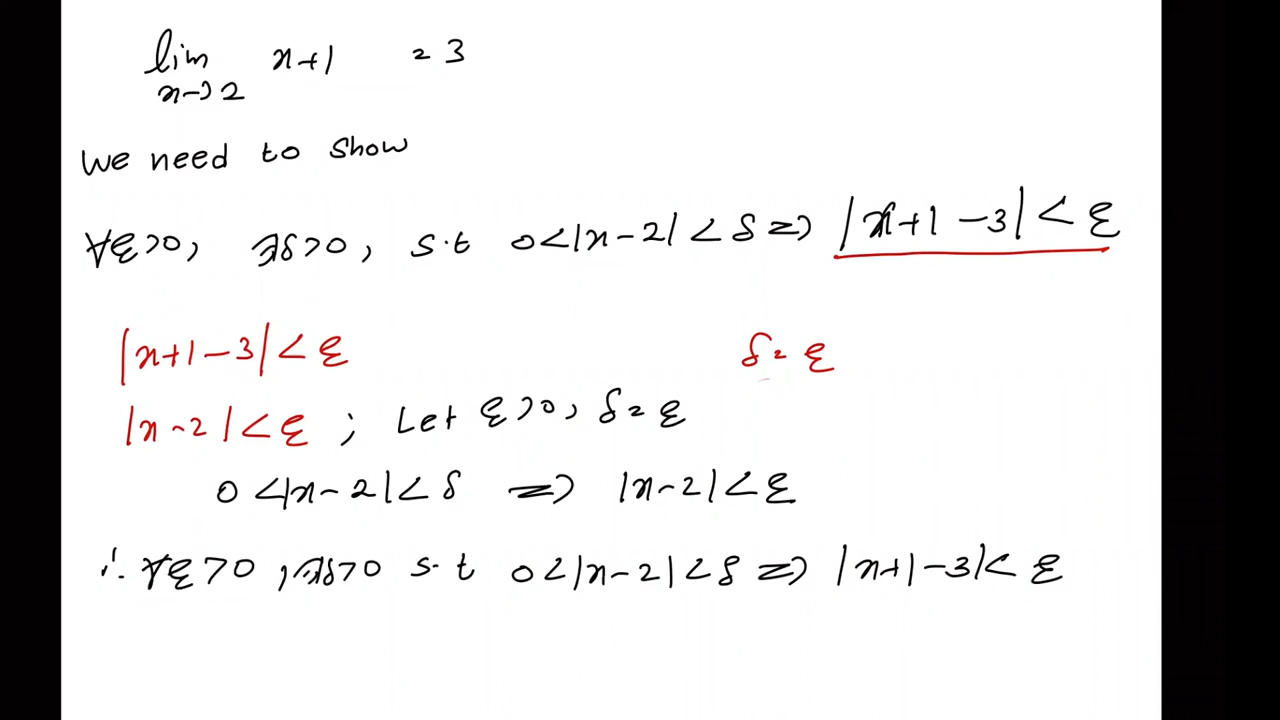 lim x+1 = 3
x→2
We need to show
∀ε>0, ∃δ>0, s.t 0<|x-2|<δ ⇒ |x+1-3|<ε
|x+1-3|<ε δ=ε
|x-2|<ε ; Let ε>0, δ=ε
0<|x-2|<δ ⇒ |x-2|<ε
∴ ∀ε>0, ∃δ>0 s.t 0<|x-2|<δ ⇒ |x+1-3|<ε